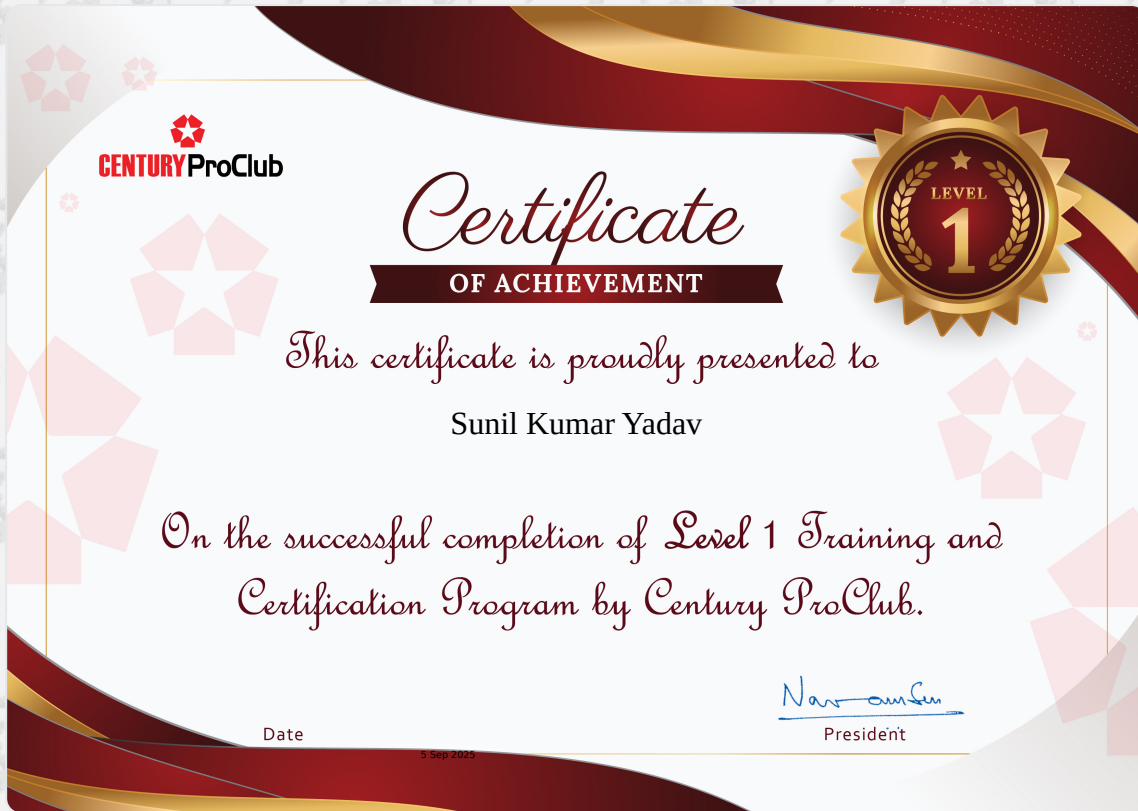 CENTURY ProClub
LEVEL
1
Certificate
OF ACHIEVEMENT
This certificate is proudly presented to
Sunil Kumar Yadav
On the successful completion of Level 1 Training and
Certification Program by Century ProClub.
Date
President
5 Sep 2025